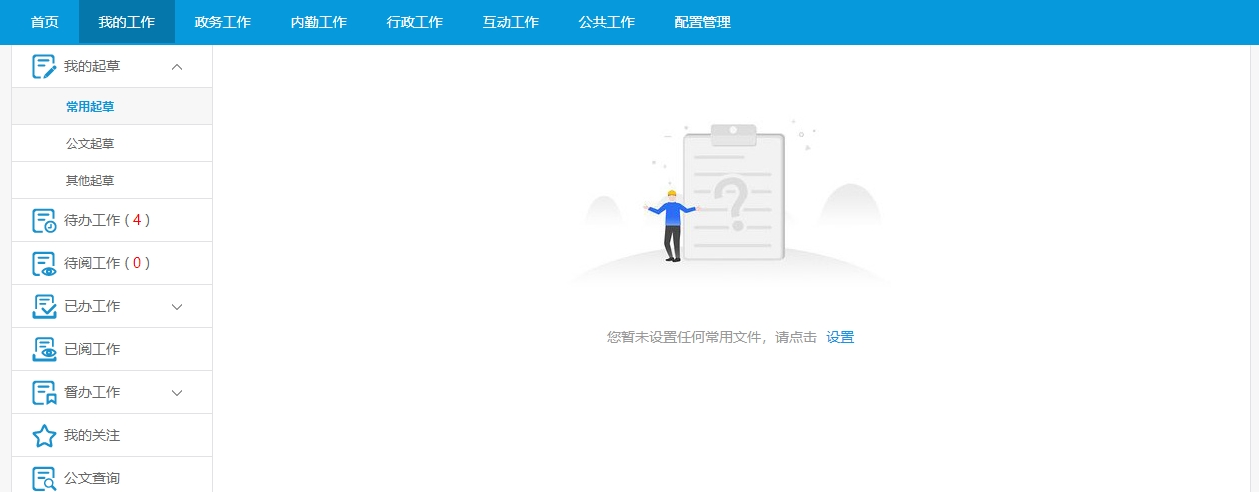 首页 我的工作 政务工作 内勤工作 行政工作 互动工作 公共工作 配置管理
我的起草
常用起草
公文起草
其他起草
待办工作 ( 4 )
待阅工作 ( 0 )
已办工作
已阅工作
督办工作
我的关注
公文查询
?
您暂未设置任何常用文件，请点击 设置